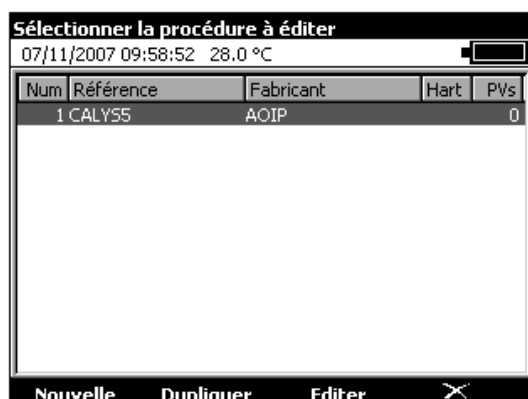 Sélectionner la procédure à éditer
07/11/2007 09:58:52 28.0 °C
Num Référence Fabricant Hart PVs
1 CALYS5 AOIP 0
Nouvelle Dupliquer Editer